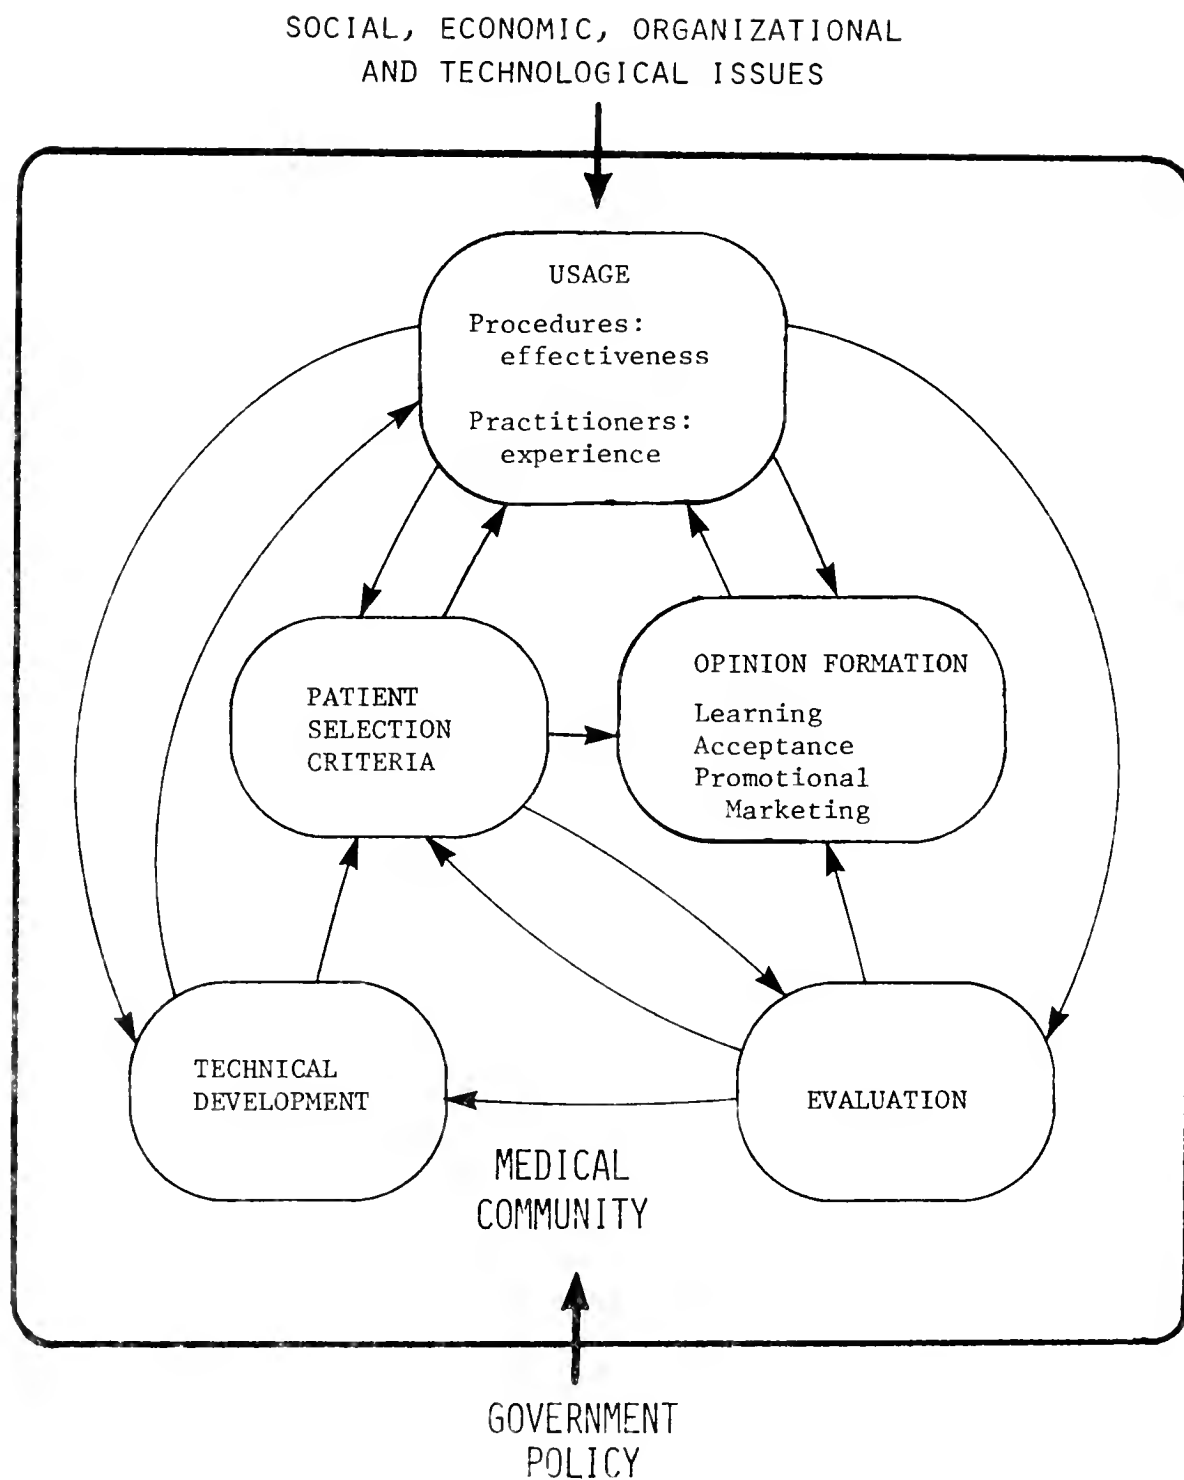 SOCIAL, ECONOMIC, ORGANIZATIONAL
AND TECHNOLOGICAL ISSUES
USAGE
Procedures:
effectiveness
Practitioners:
experience
PATIENT
SELECTION
CRITERIA
OPINION FORMATION
Learning
Acceptance
Promotional
Marketing
TECHNICAL
DEVELOPMENT
EVALUATION
MEDICAL
COMMUNITY
GOVERNMENT
POLICY